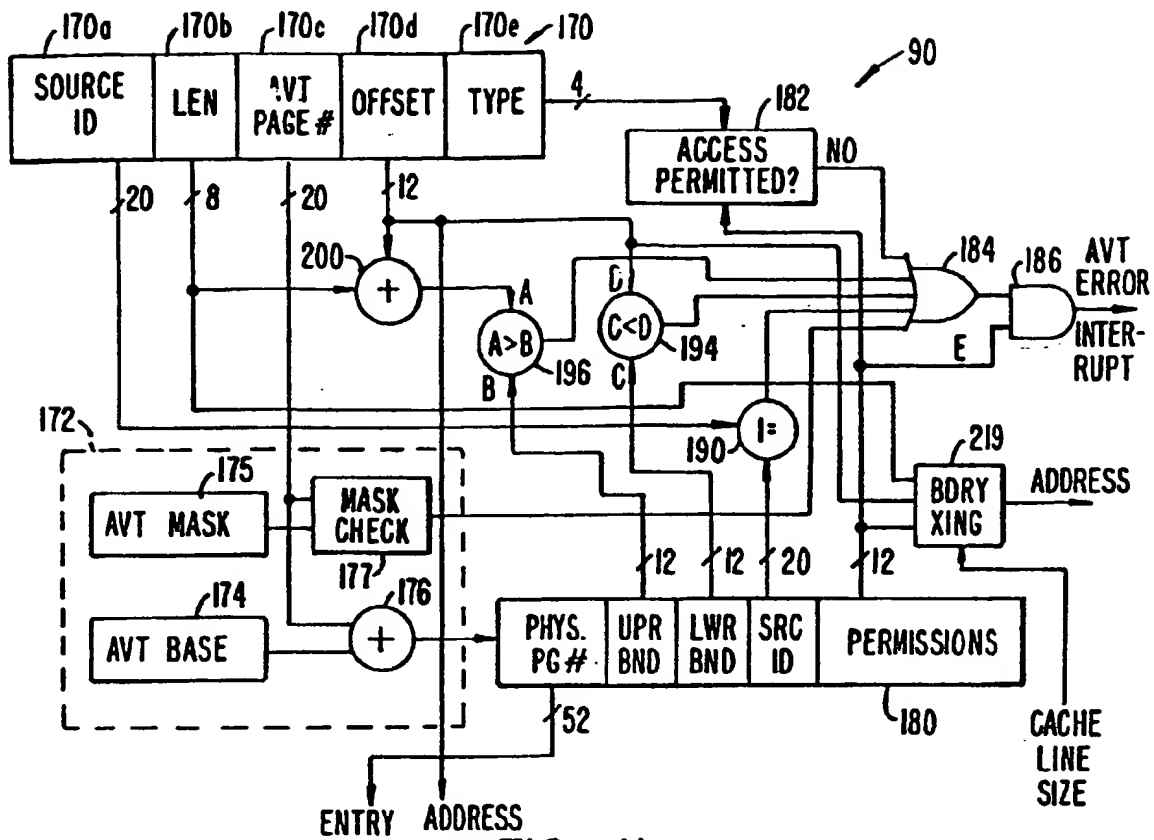 170a 170b 170c 170d 170e 170
90
SOURCE ID
LEN
AVT PAGE #
OFFSET
TYPE
4
182
ACCESS PERMITTED?
NO
20
8
20
12
200
+
A
A>B
196
B
D
C<D
194
C
184
186
AVT ERROR
INTER-
RUPT
E
172
190
!=
219
BDRY XING
ADDRESS
175
AVT MASK
MASK CHECK
177
174
AVT BASE
176
+
12
12
20
12
PHYS. PG #
UPR BND
LWR BND
SRC ID
PERMISSIONS
52
180
CACHE LINE SIZE
ENTRY
ADDRESS